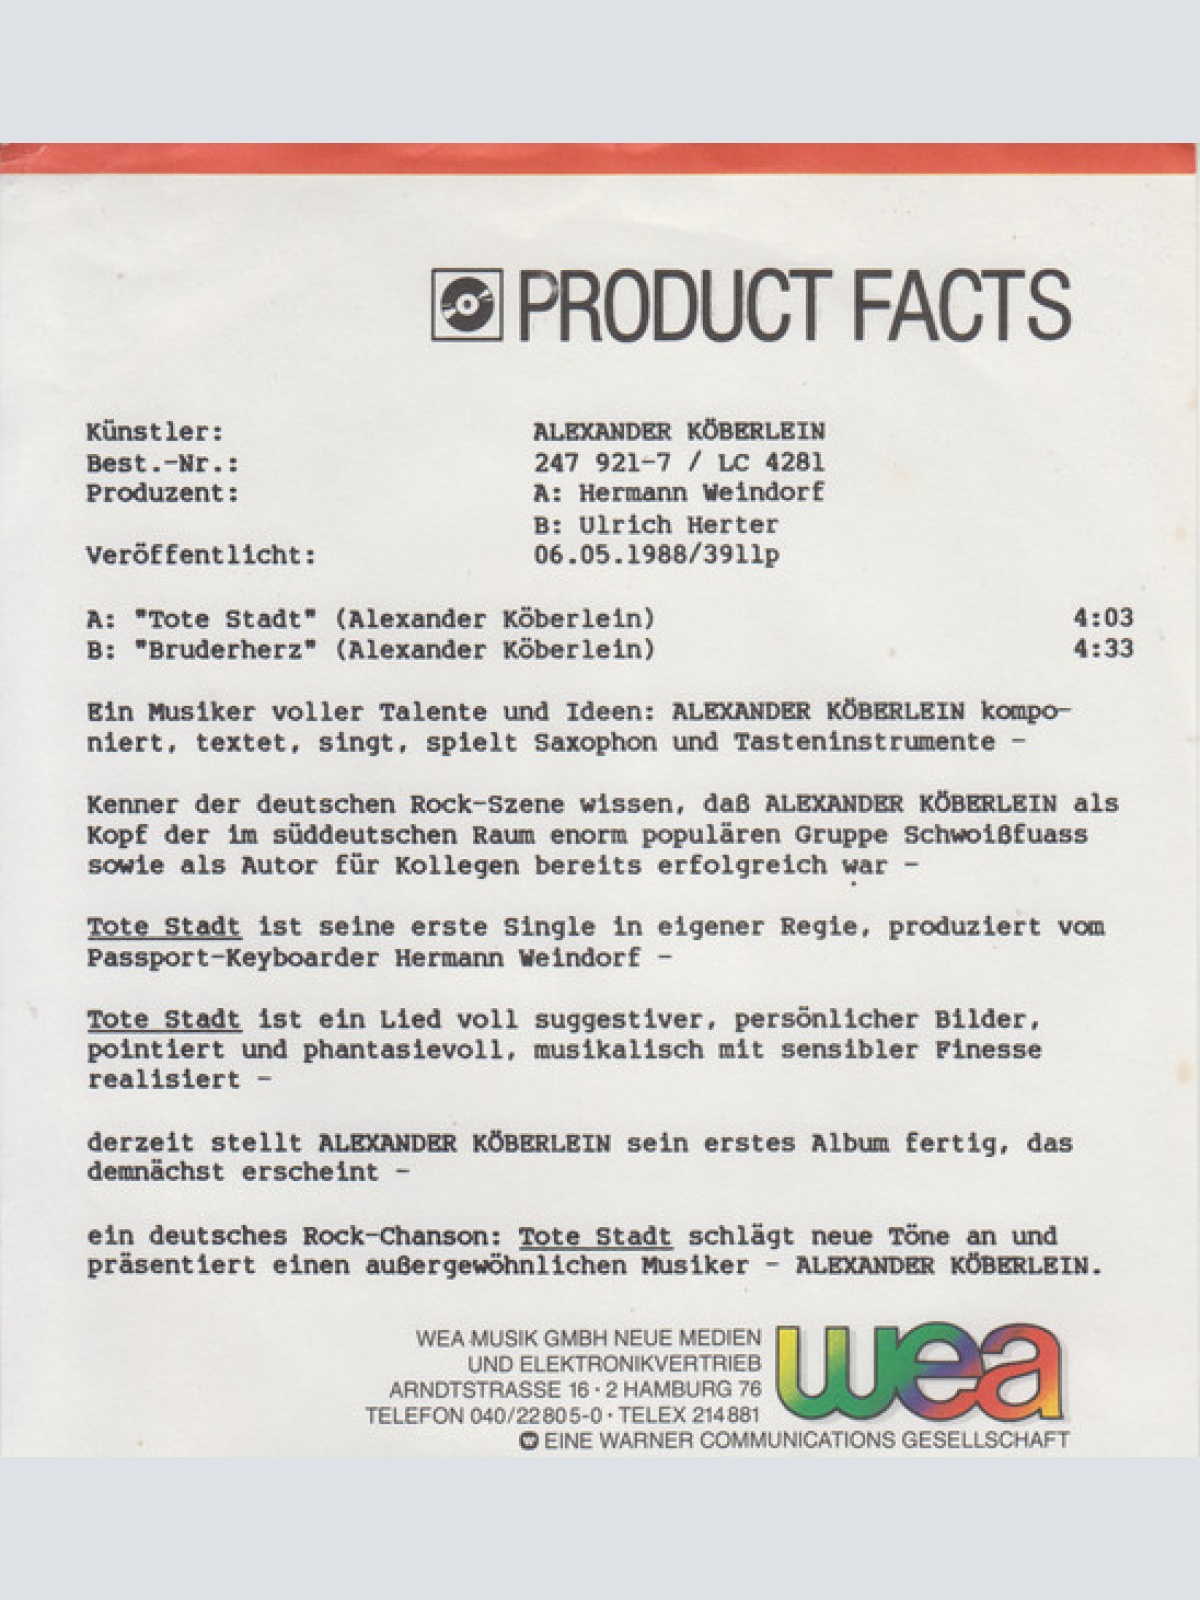 PRODUCT FACTS
Künstler: ALEXANDER KÖBERLEIN
Best.-Nr.: 247 921-7 / LC 4281
Produzent: A: Hermann Weindorf
B: Ulrich Herter
Veröffentlicht: 06.05.1988/3911p
A: "Tote Stadt" (Alexander Köberlein) 4:03
B: "Bruderherz" (Alexander Köberlein) 4:33
Ein Musiker voller Talente und Ideen: ALEXANDER KÖBERLEIN kompo-
niert, textet, singt, spielt Saxophon und Tasteninstrumente -
Kenner der deutschen Rock-Szene wissen, daß ALEXANDER KÖBERLEIN als
Kopf der im süddeutschen Raum enorm populären Gruppe Schwoißfuass
sowie als Autor für Kollegen bereits erfolgreich war -
Tote Stadt ist seine erste Single in eigener Regie, produziert vom
Passport-Keyboarder Hermann Weindorf -
Tote Stadt ist ein Lied voll suggestiver, persönlicher Bilder,
pointiert und phantasievoll, musikalisch mit sensibler Finesse
realisiert -
derzeit stellt ALEXANDER KÖBERLEIN sein erstes Album fertig, das
demnächst erscheint -
ein deutsches Rock-Chanson: Tote Stadt schlägt neue Töne an und
präsentiert einen außergewöhnlichen Musiker - ALEXANDER KÖBERLEIN.
WEA MUSIK GMBH NEUE MEDIEN
UND ELEKTRONIKVERTRIEB
ARNDTSTRASSE 16 · 2 HAMBURG 76
TELEFON 040/22805-0 · TELEX 214881
wea
EINE WARNER COMMUNICATIONS GESELLSCHAFT